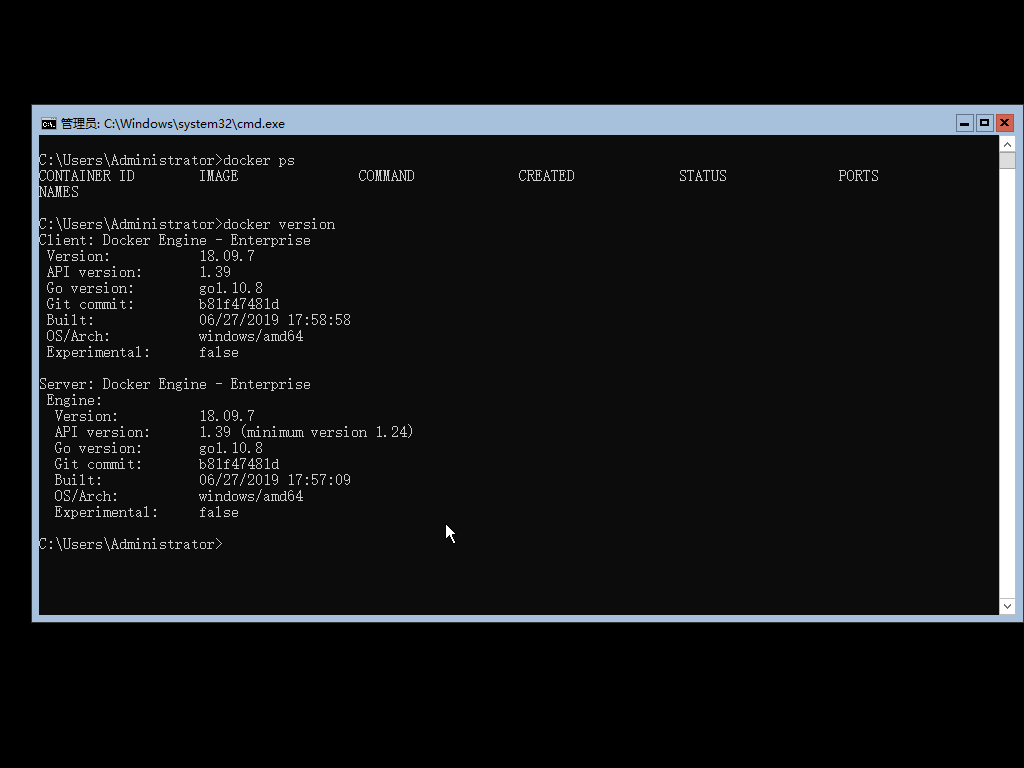 管理员: C:\Windows\system32\cmd.exe
C:\Users\Administrator>docker ps
CONTAINER ID        IMAGE               COMMAND             CREATED             STATUS              PORTS
NAMES
C:\Users\Administrator>docker version
Client: Docker Engine - Enterprise
 Version:           18.09.7
 API version:       1.39
 Go version:        go1.10.8
 Git commit:        b81f47481d
 Built:             06/27/2019 17:58:58
 OS/Arch:           windows/amd64
 Experimental:      false
Server: Docker Engine - Enterprise
 Engine:
  Version:          18.09.7
  API version:      1.39 (minimum version 1.24)
  Go version:       go1.10.8
  Git commit:       b81f47481d
  Built:            06/27/2019 17:57:09
  OS/Arch:          windows/amd64
  Experimental:     false
C:\Users\Administrator>